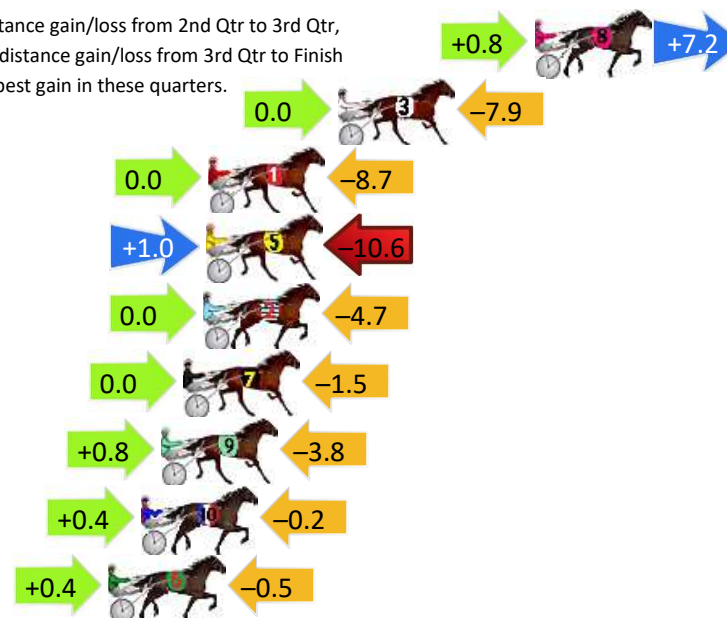 tance gain/loss from 2nd Qtr to 3rd Qtr,
distance gain/loss from 3rd Qtr to Finish
best gain in these quarters.
+0.8 8 +7.2
0.0 3 –7.9
0.0 1 –8.7
+1.0 5 –10.6
0.0 2 –4.7
0.0 7 –1.5
+0.8 9 –3.8
+0.4 10 –0.2
+0.4 6 –0.5